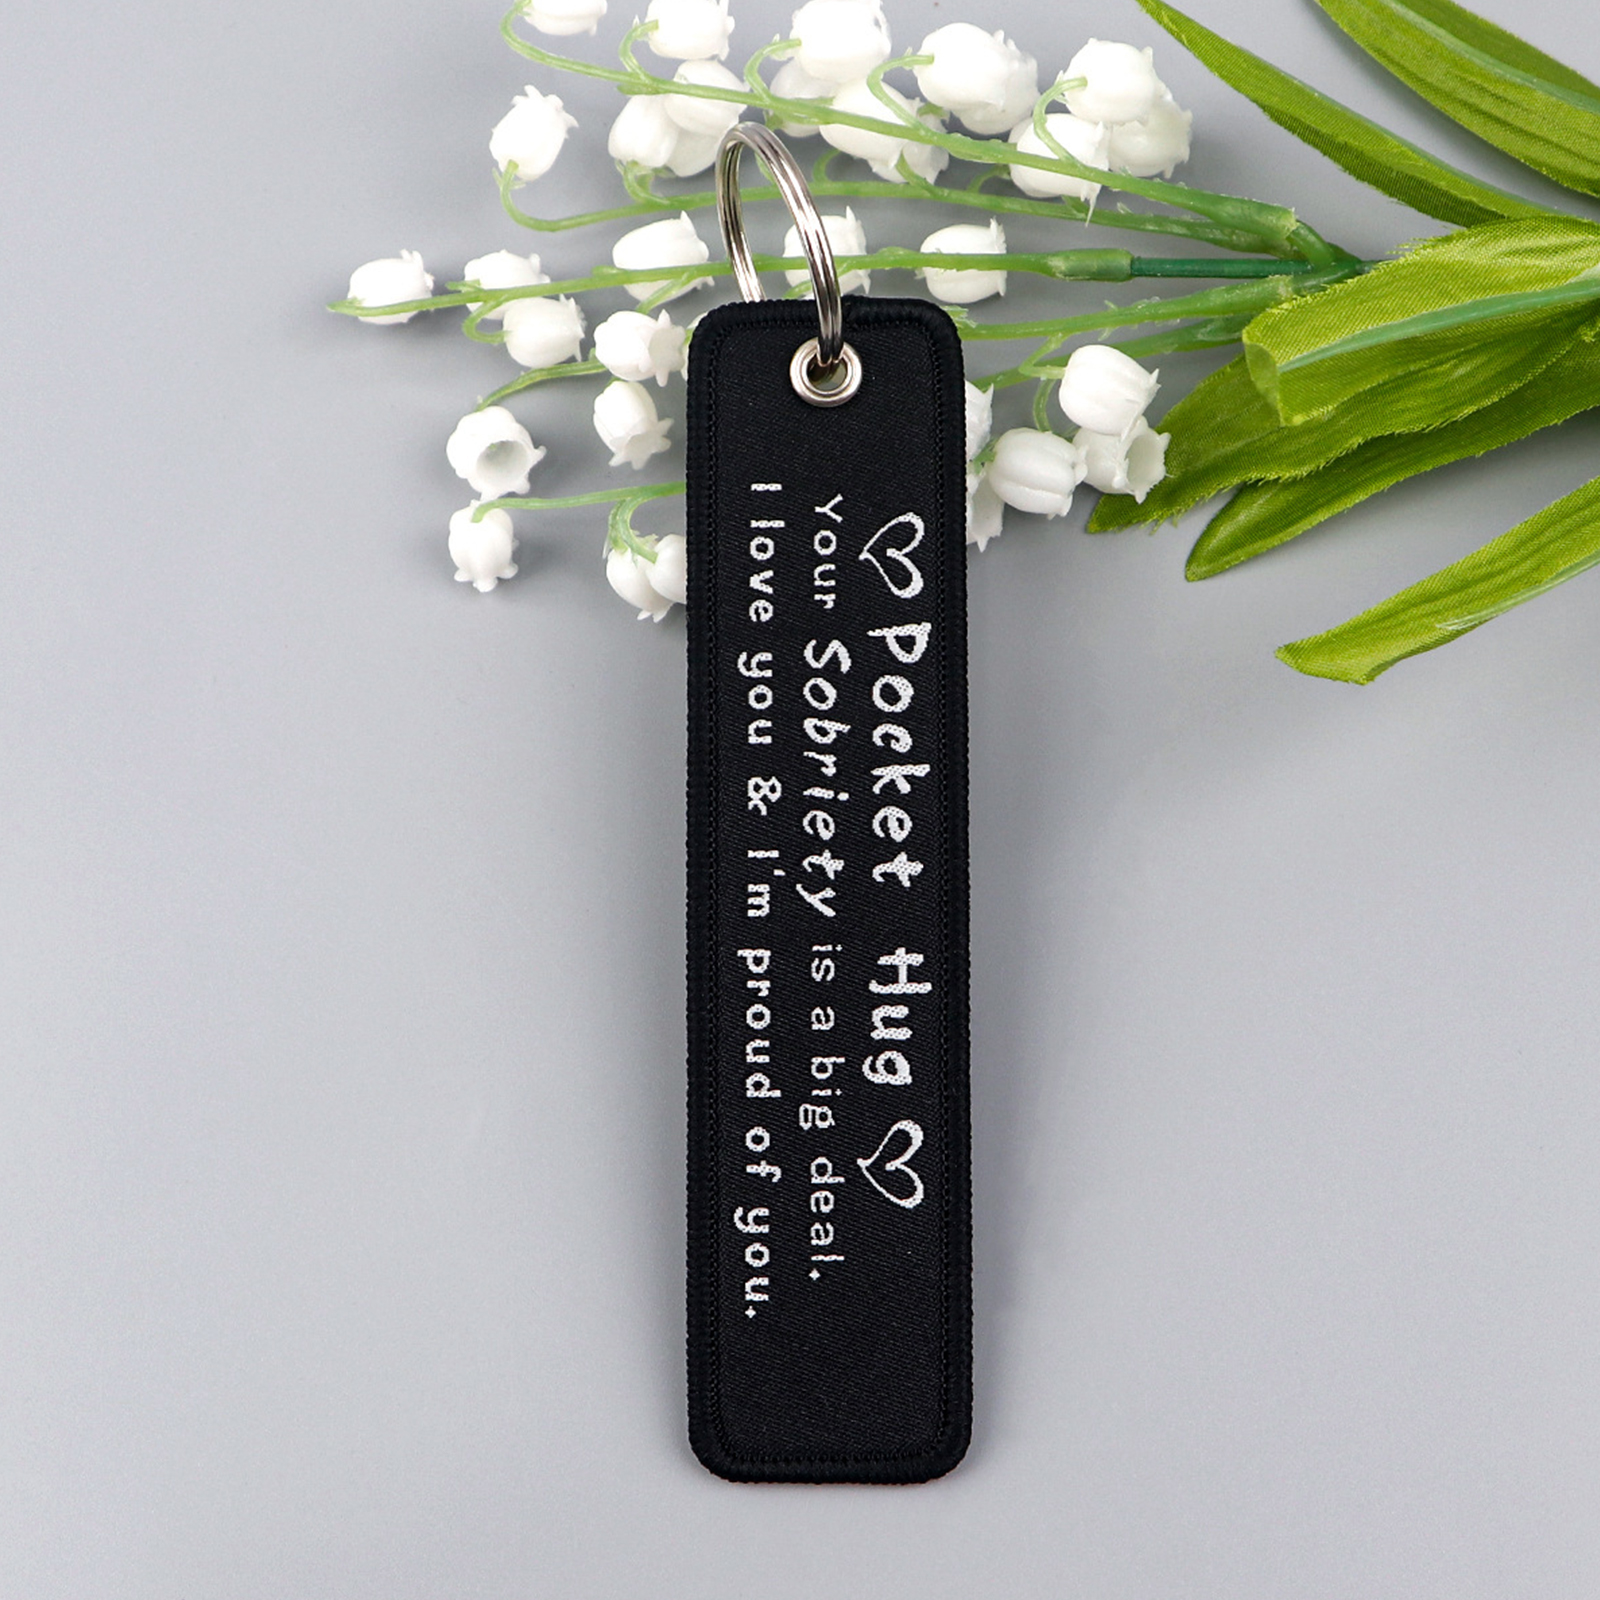 ♡ Pocket Hug ♡
Your Sobriety is a big deal.
I love you & I'm proud of you.